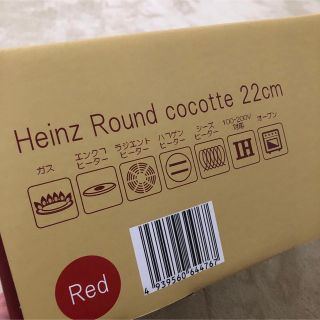 Heinz Round cocotte 22cm
ガス
エンクロ
ヒーター
ラジエント
ヒーター
ハロゲン
ヒーター
シーズ
ヒーター
100-200V
対応
IH
オーブン
Red
4 939560 644767